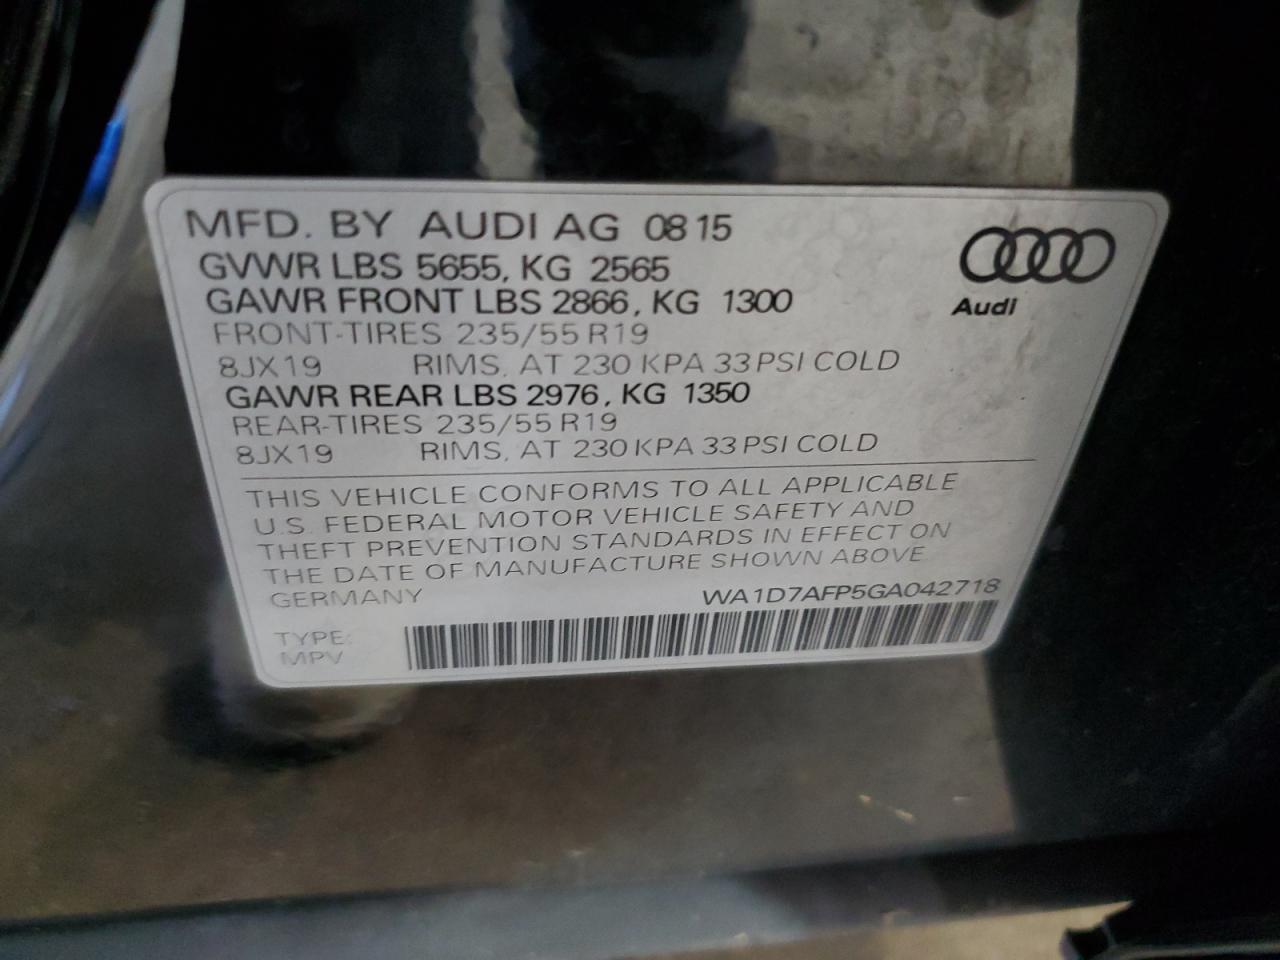 MFD. BY AUDI AG 08 15
GVWR LBS 5655, KG 2565
GAWR FRONT LBS 2866, KG 1300
FRONT-TIRES 235/55 R19
8JX19 RIMS, AT 230 KPA 33 PSI COLD
GAWR REAR LBS 2976, KG 1350
REAR-TIRES 235/55 R19
8JX19 RIMS, AT 230 KPA 33 PSI COLD
Audi
THIS VEHICLE CONFORMS TO ALL APPLICABLE
U.S. FEDERAL MOTOR VEHICLE SAFETY AND
THEFT PREVENTION STANDARDS IN EFFECT ON
THE DATE OF MANUFACTURE SHOWN ABOVE
GERMANY WA1D7AFP5GA042718
TYPE:
MPV